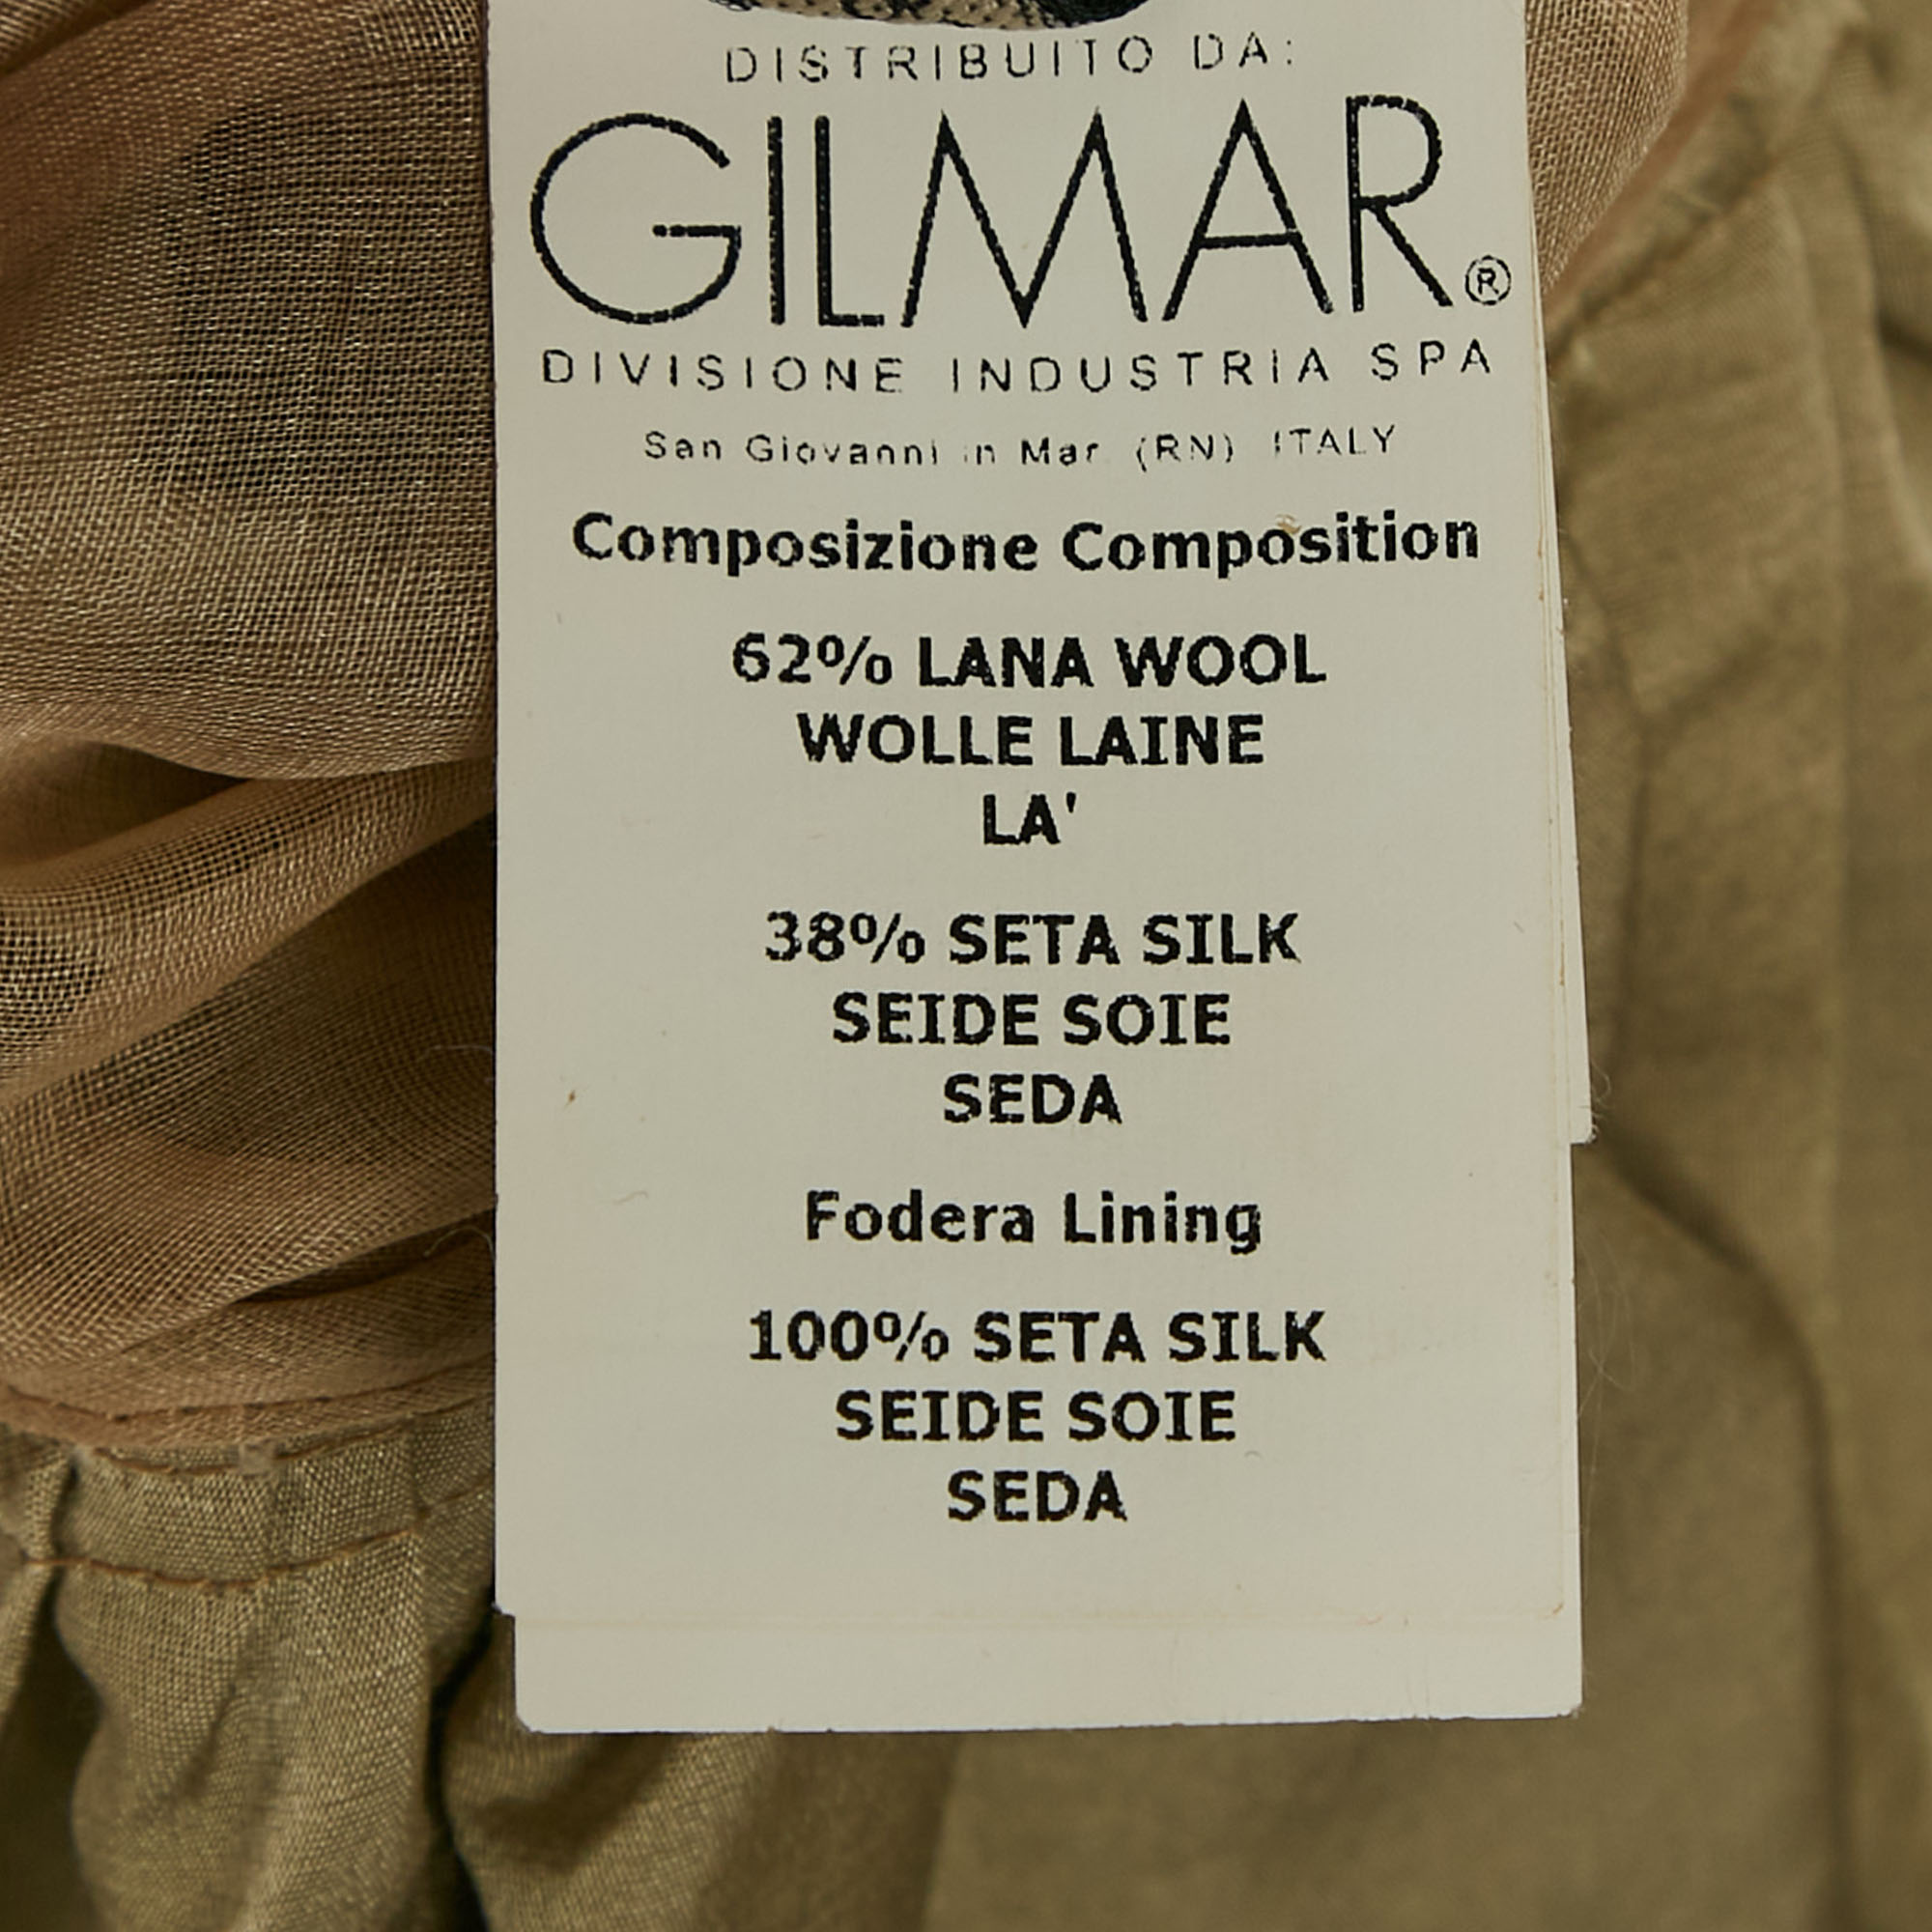 DISTRIBUITO DA:
GILMAR®
DIVISIONE INDUSTRIA SPA
San Giovanni in Mar (RN) ITALY
Composizione Composition
62% LANA WOOL
WOLLE LAINE
LA'
38% SETA SILK
SEIDE SOIE
SEDA
Fodera Lining
100% SETA SILK
SEIDE SOIE
SEDA